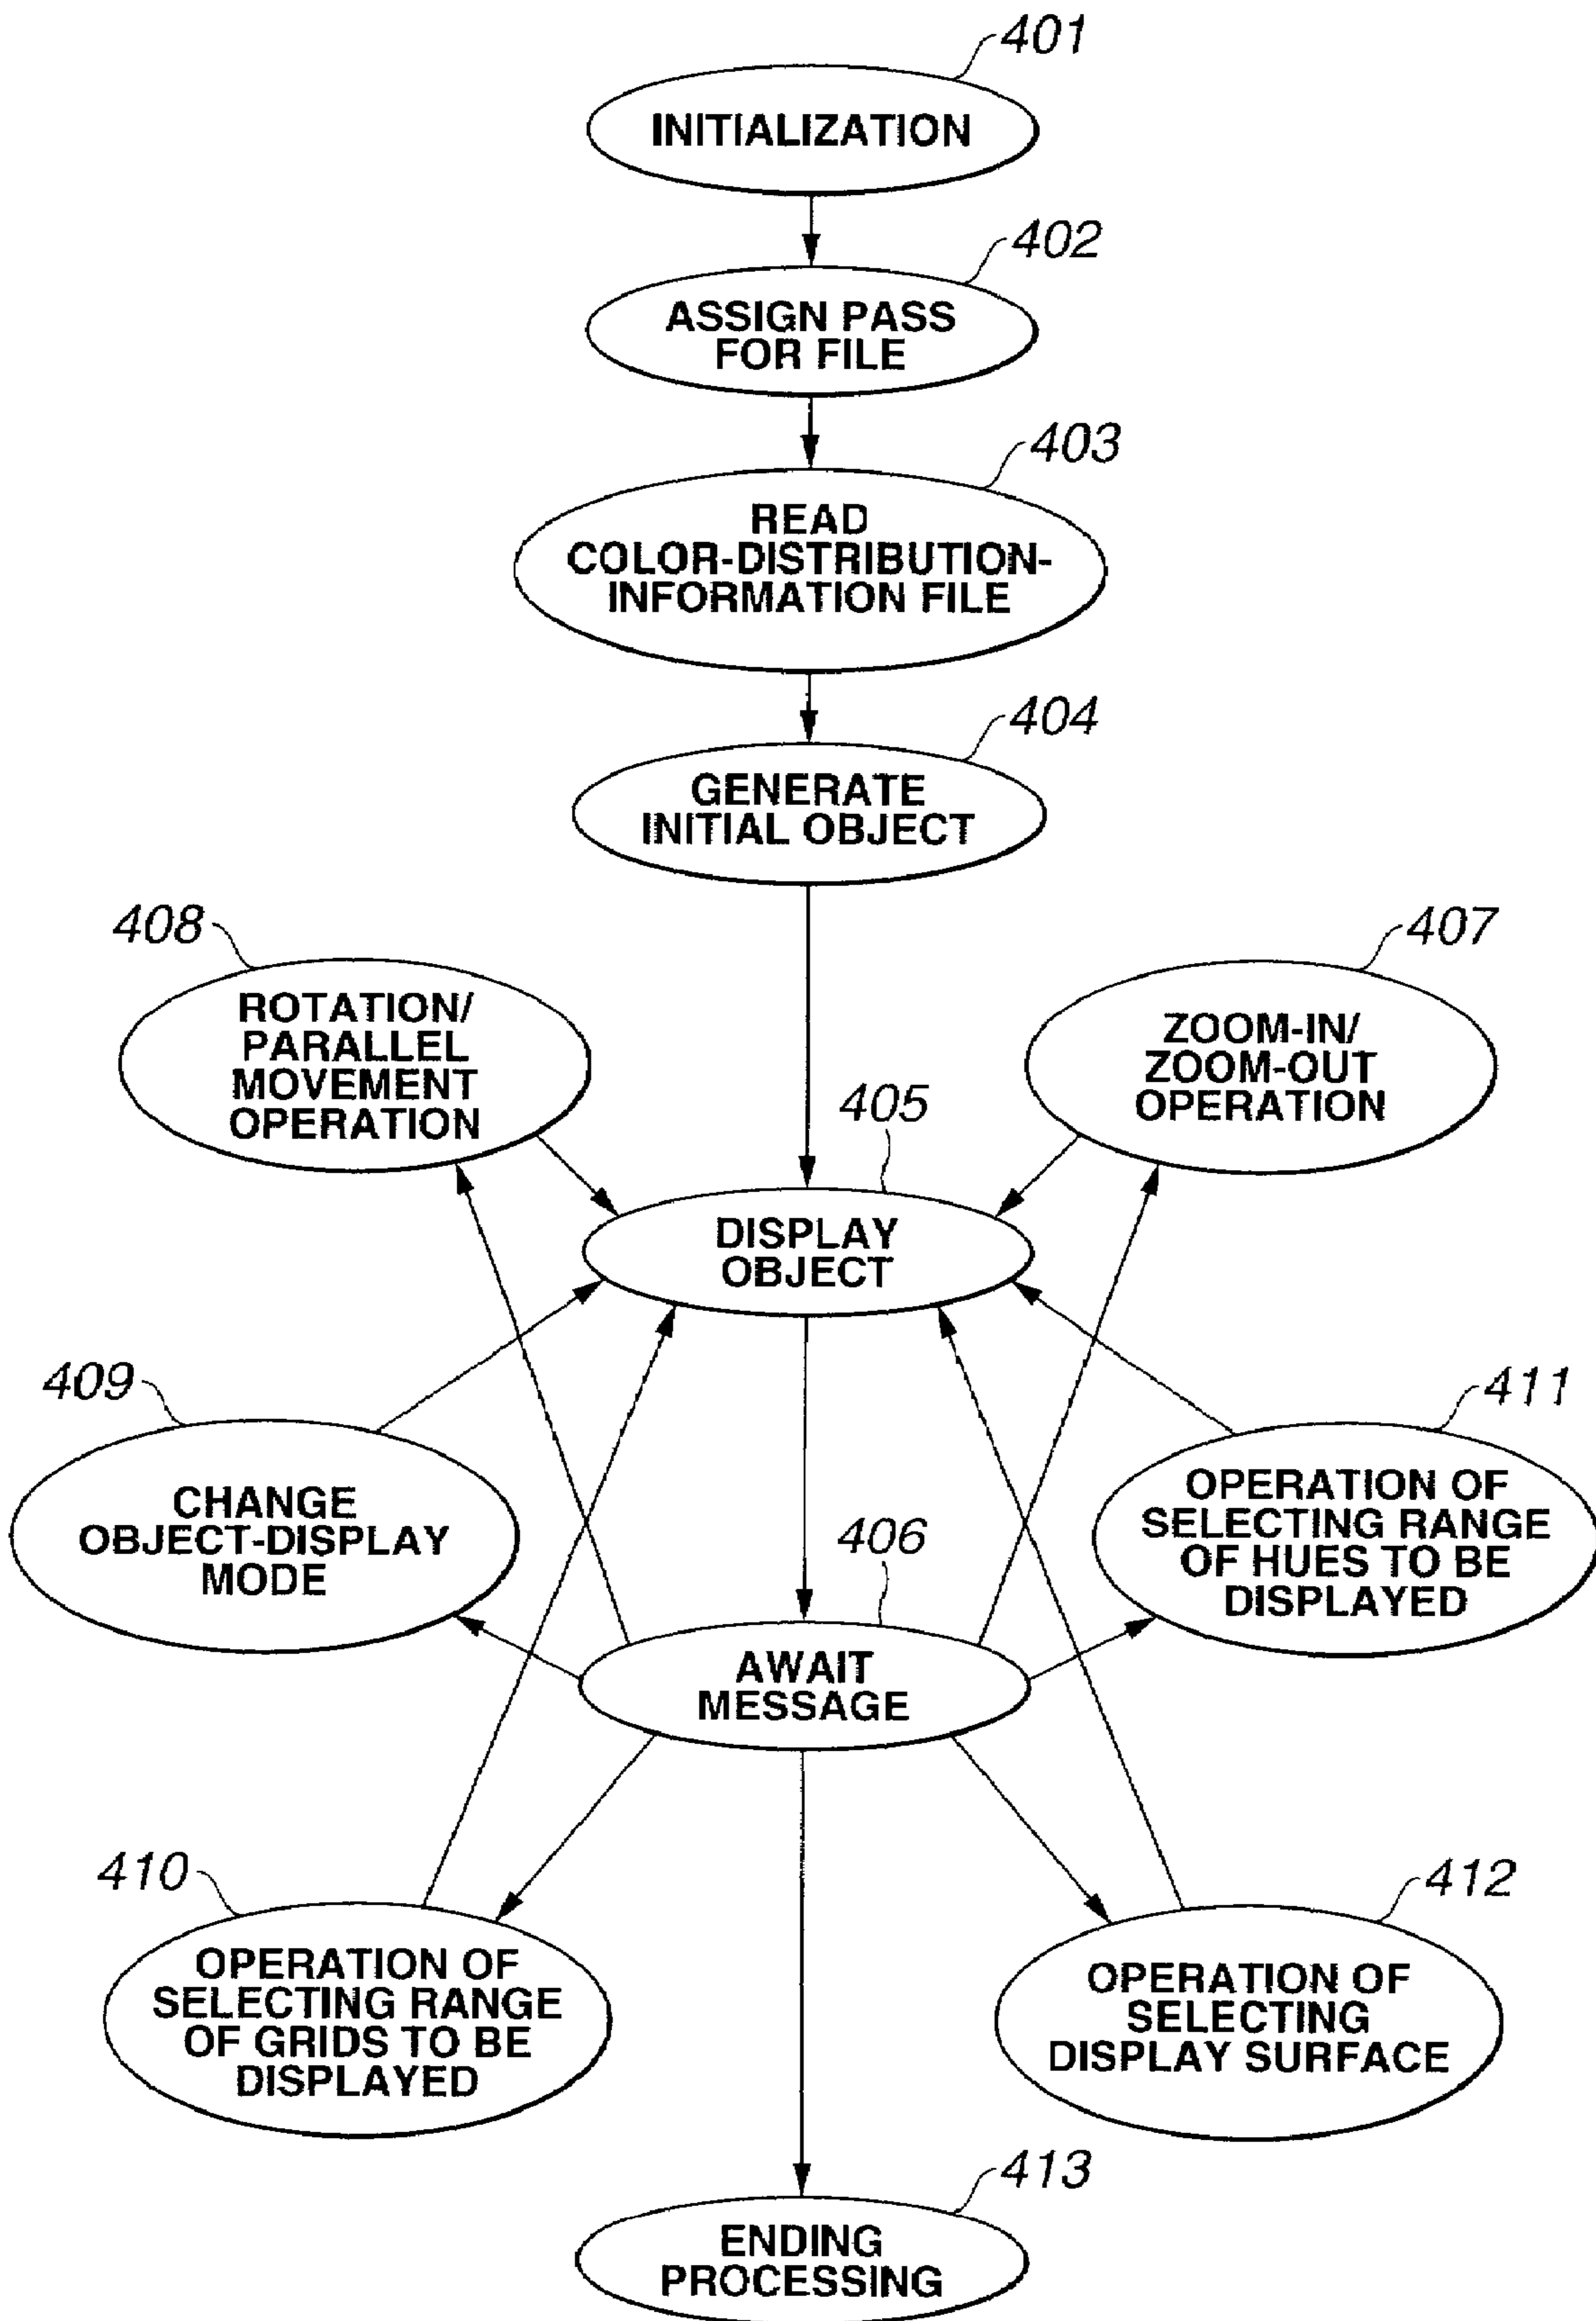 401
INITIALIZATION
402
ASSIGN PASS
FOR FILE
403
READ
COLOR-DISTRIBUTION-
INFORMATION FILE
404
GENERATE
INITIAL OBJECT
408
ROTATION/
PARALLEL
MOVEMENT
OPERATION
407
ZOOM-IN/
ZOOM-OUT
OPERATION
405
DISPLAY
OBJECT
409
CHANGE
OBJECT-DISPLAY
MODE
411
OPERATION OF
SELECTING RANGE
OF HUES TO BE
DISPLAYED
406
AWAIT
MESSAGE
410
OPERATION OF
SELECTING RANGE
OF GRIDS TO BE
DISPLAYED
412
OPERATION OF
SELECTING
DISPLAY SURFACE
413
ENDING
PROCESSING